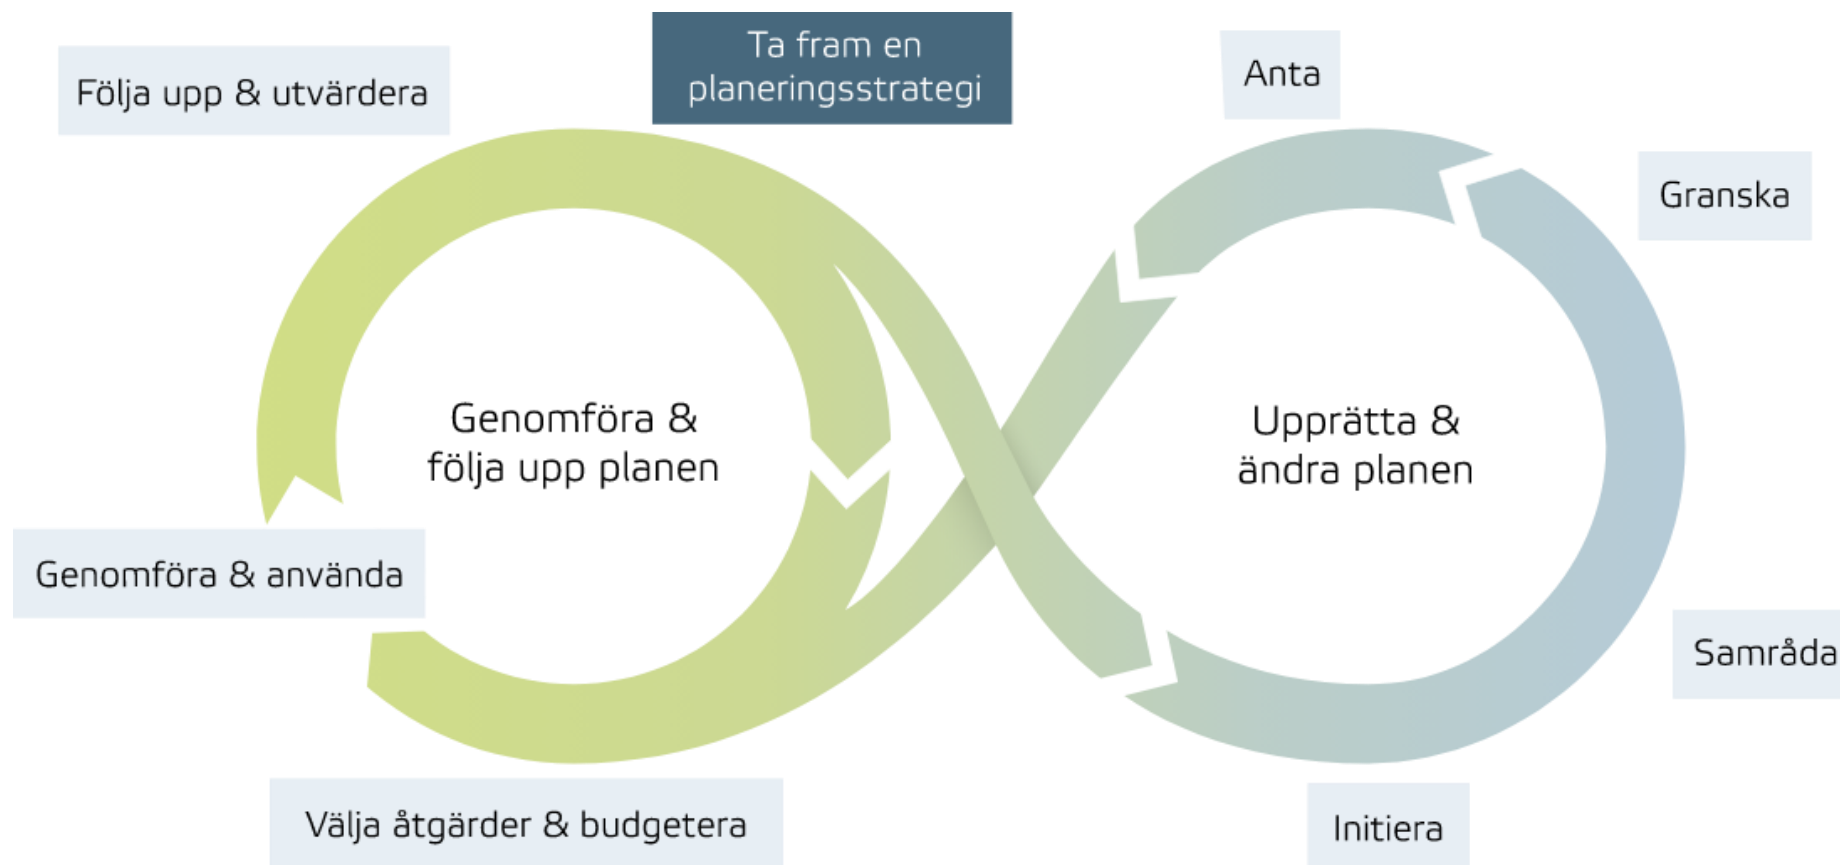 Ta fram en
planeringsstrategi
Följa upp & utvärdera
Anta
Granska
Genomföra &
följa upp planen
Upprätta &
ändra planen
Genomföra & använda
Samråda
Välja åtgärder & budgetera
Initiera